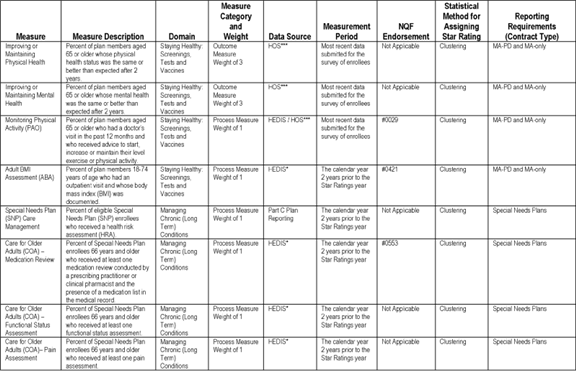 Measure Measure Description Domain Measure Category and Weight Data Source Measurement Period NQF Endorsement Statistical Method for Assigning Star Rating Reporting Requirements (Contract Type)
Improving or Maintaining Physical Health
Percent of plan members aged 65 or older whose physical health status was the same or better than expected after 2 years.
Staying Healthy: Screenings, Tests and Vaccines
Outcome Measure Weight of 3
HOS***
Most recent data submitted for the survey of enrollees
Not Applicable
Clustering
MA-PD and MA-only
Improving or Maintaining Mental Health
Percent of plan members aged 65 or older whose mental health was the same or better than expected after 2 years
Staying Healthy: Screenings, Tests and Vaccines
Outcome Measure Weight of 3
HOS***
Most recent data submitted for the survey of enrollees
Not Applicable
Clustering
MA-PD and MA-only
Monitoring Physical Activity (PAO)
Percent of plan members aged 65 or older who had a doctor's visit in the past 12 months and who received advice to start, increase or maintain their level exercise or physical activity
Staying Healthy: Screenings, Tests and Vaccines
Process Measure Weight of 1
HEDIS / HOS***
Most recent data submitted for the survey of enrollees
#0029
Clustering
MA-PD and MA-only
Adult BMI Assessment (ABA)
Percent of plan members 18-74 years of age who had an outpatient visit and whose body mass index (BMI) was documented.
Staying Healthy: Screenings, Tests and Vaccines
Process Measure Weight of 1
HEDIS*
The calendar year 2 years prior to the Star Ratings year
#0421
Clustering
MA-PD and MA-only
Special Needs Plan (SNP) Care Management
Percent of eligible Special Needs Plan (SNP) enrollees who received a health risk assessment (HRA).
Managing Chronic (Long Term) Conditions
Process Measure Weight of 1
Part C Plan Reporting
The calendar year 2 years prior to the Star Ratings year
Not Applicable
Clustering
Special Needs Plans
Care for Older Adults (COA) – Medication Review
Percent of Special Needs Plan enrollees 66 years and older who received at least one medication review conducted by a prescribing practitioner or clinical pharmacist and the presence of a medication list in the medical record.
Managing Chronic (Long Term) Conditions
Process Measure Weight of 1
HEDIS*
The calendar year 2 years prior to the Star Ratings year
#0553
Clustering
Special Needs Plans
Care for Older Adults (COA) – Functional Status Assessment
Percent of Special Needs Plan enrollees 66 years and older who received at least one functional status assessment.
Managing Chronic (Long Term) Conditions
Process Measure Weight of 1
HEDIS*
The calendar year 2 years prior to the Star Ratings year
Not Applicable
Clustering
Special Needs Plans
Care for Older Adults (COA)– Pain Assessment
Percent of Special Needs Plan enrollees 66 years and older who received at least one pain assessment.
Managing Chronic (Long Term) Conditions
Process Measure Weight of 1
HEDIS*
The calendar year 2 years prior to the Star Ratings year
Not Applicable
Clustering
Special Needs Plans